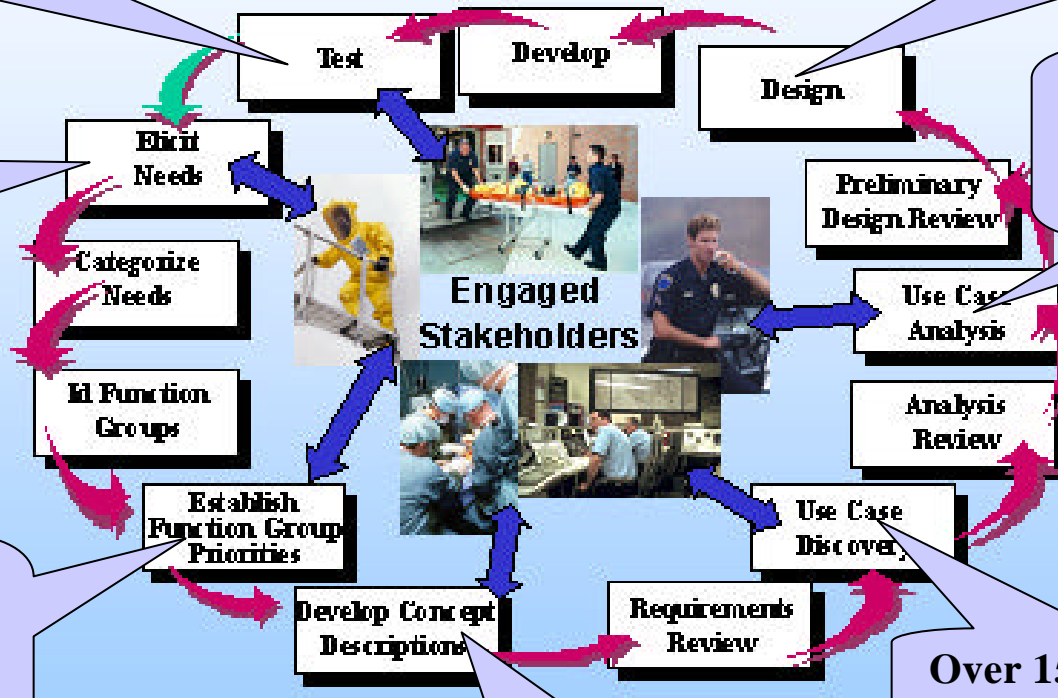 Test
Develop
Design
Elicit
Needs
Preliminary
Design Review
Categorize
Needs
Engaged
Stakeholders
Use Case
Analysis
Id Function
Groups
Analysis
Review
Establish
Function Group
Priorities
Use Case
Discovery
Develop Concept
Descriptions
Requirements
Review
Over 15